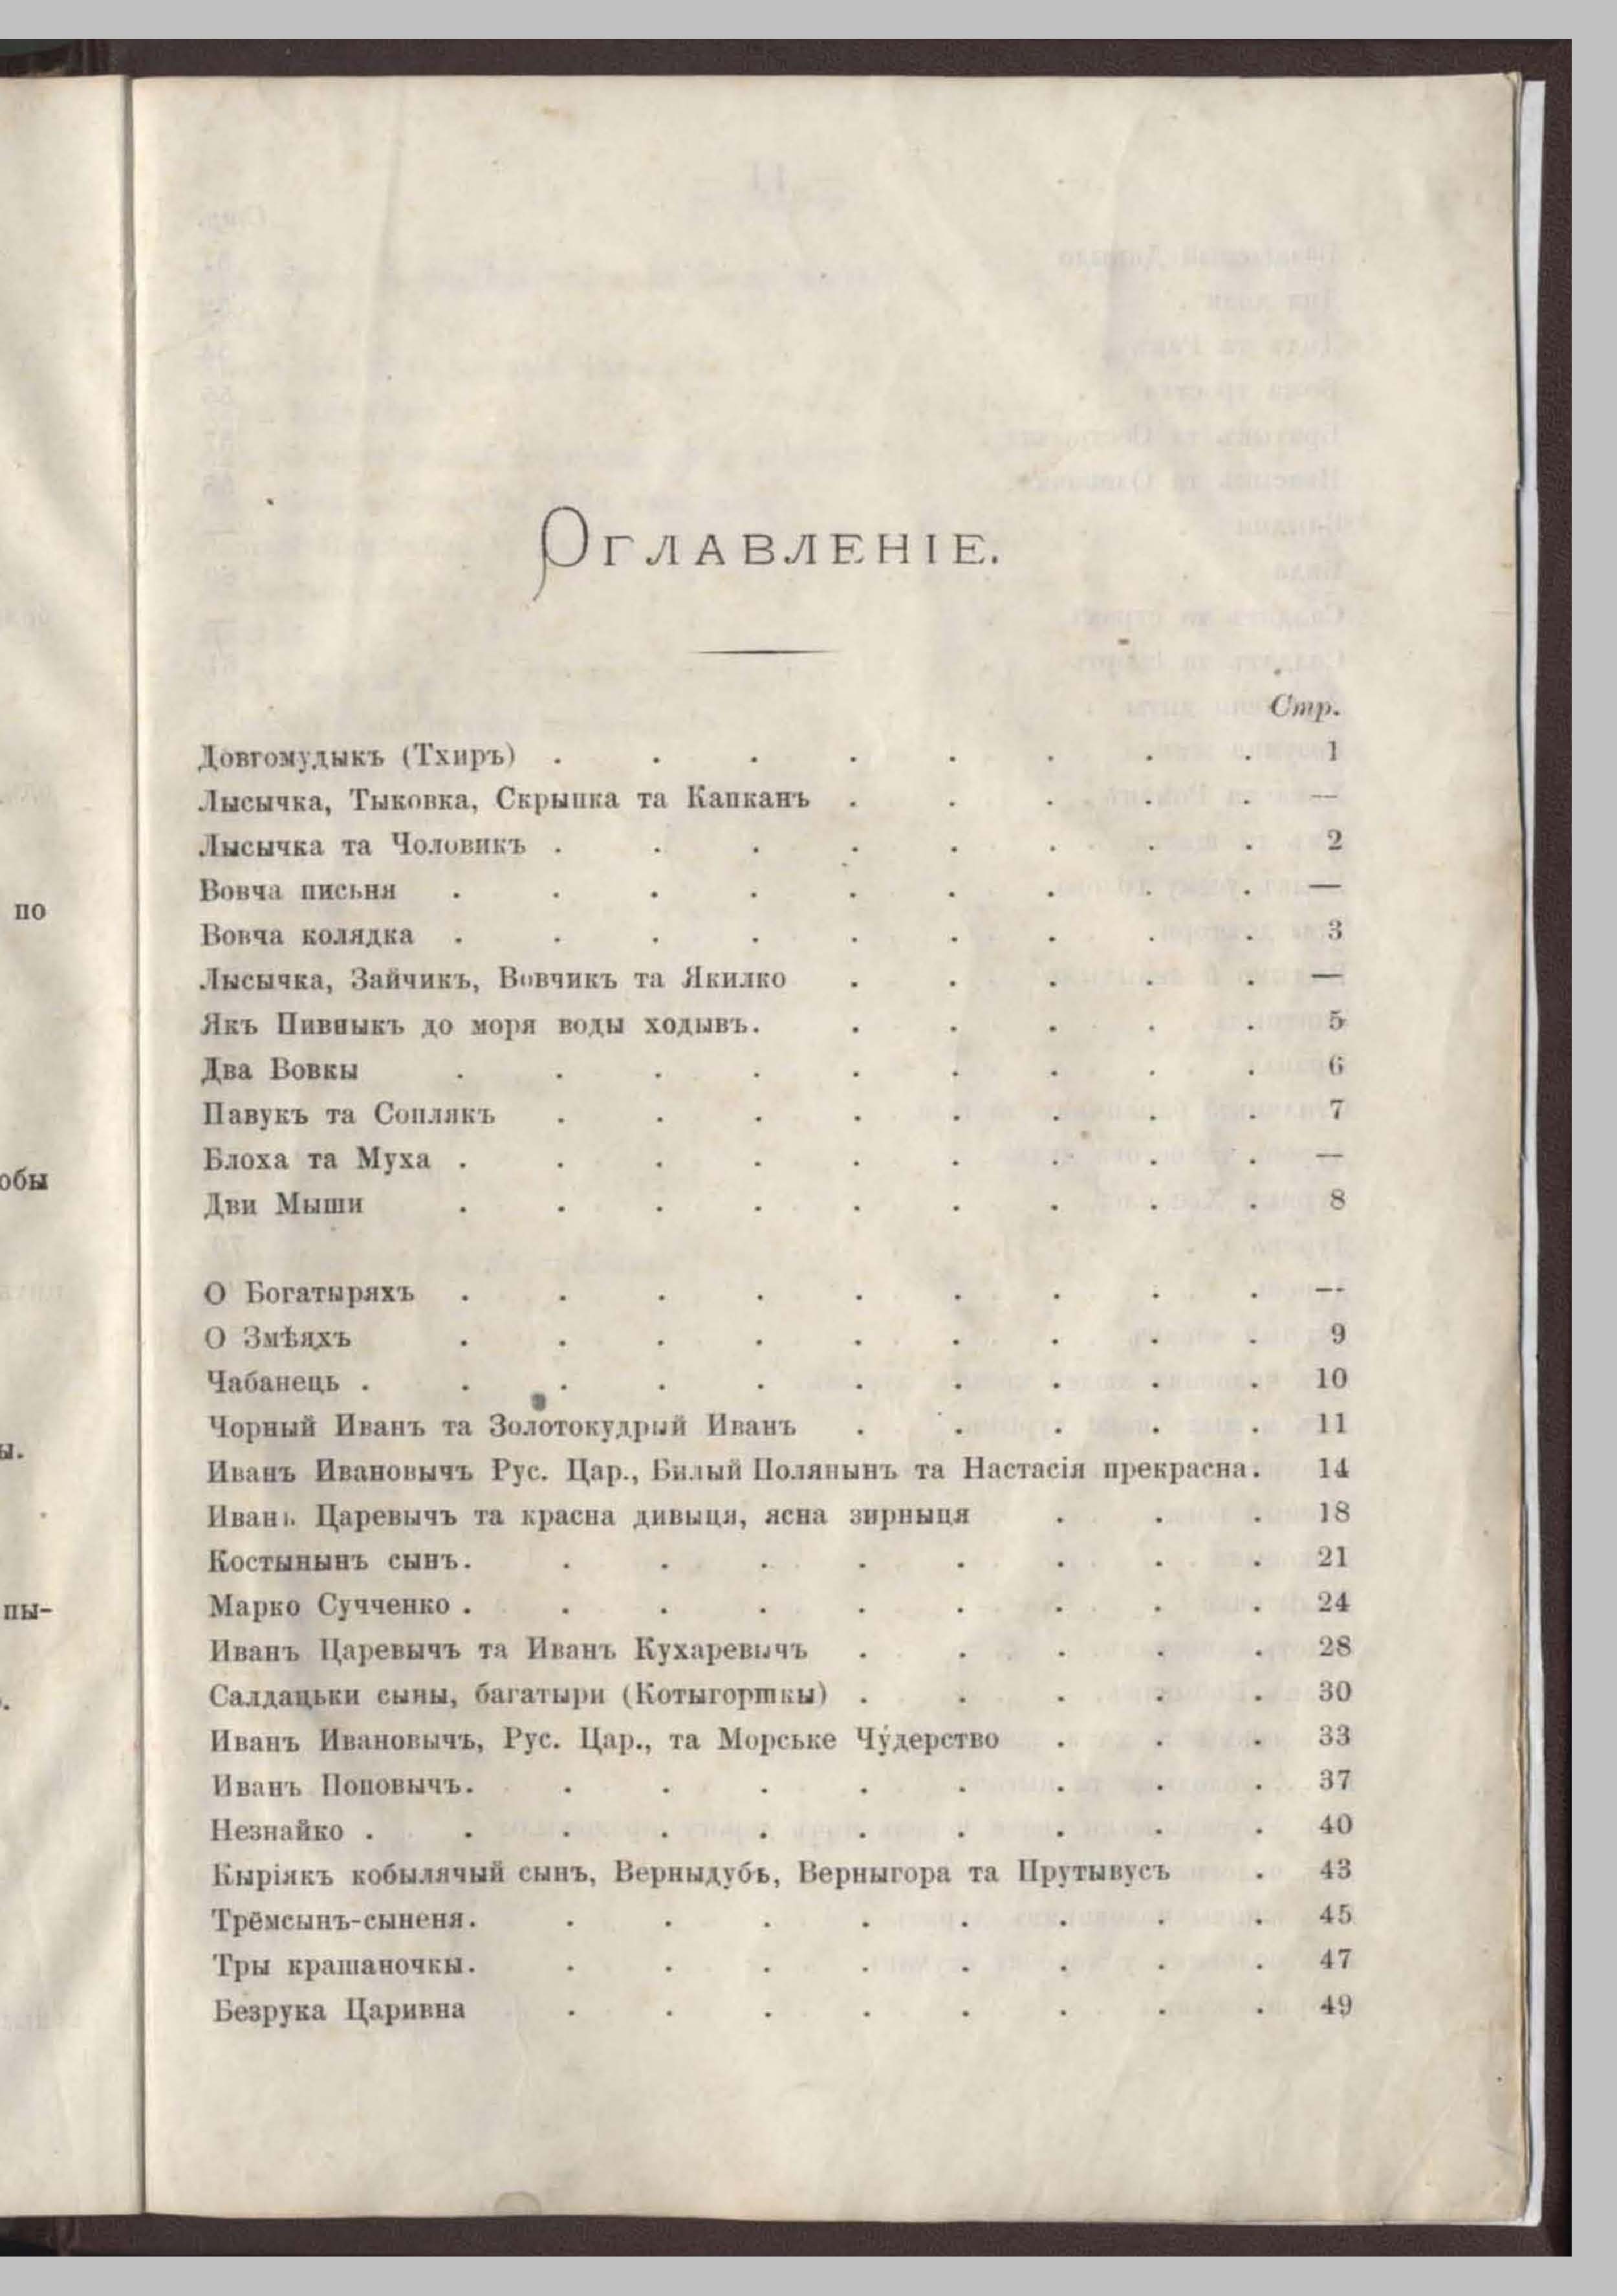 Оглавленіе.
Стр.
Довгомудыкъ (Тхиръ) . . . . . . . . 1
Лысычка, Тыковка, Скрыпка та Капканъ . . . . . —
Лысычка та Чоловикъ . . . . . . . . 2
Вовча письня . . . . . . . . . —
Вовча колядка . . . . . . . . . 3
Лысычка, Зайчикъ, Вовчикъ та Якилко . . . . . —
Якъ Пивныкъ до моря воды ходывъ. . . . . . 5
Два Вовкы . . . . . . . . . 6
Павукъ та Соплякъ . . . . . . . . 7
Блоха та Муха . . . . . . . . . —
Дви Мыши . . . . . . . . . 8
О Богатыряхъ . . . . . . . . . —
О Змѣяхъ . . . . . . . . . 9
Чабанець . . . . . . . . . . 10
Чорный Иванъ та Золотокудрый Иванъ . . . . . 11
Иванъ Ивановычъ Рус. Цар., Билый Полянынъ та Настасія прекрасна. 14
Иванъ Царевычъ та красна дивыця, ясна зирныця . . . 18
Костынынъ сынъ. . . . . . . . . 21
Марко Сучченко . . . . . . . . . 24
Иванъ Царевычъ та Иванъ Кухаревычъ . . . . . 28
Салдацьки сыны, багатыри (Котыгоршкы) . . . . . 30
Иванъ Ивановычъ, Рус. Цар., та Морське Чу́дерство . . . 33
Иванъ Поповычъ. . . . . . . . . 37
Незнайко . . . . . . . . . . 40
Кыріякъ кобылячый сынъ, Верныдубъ, Верныгора та Прутывусъ . 43
Трёмсынъ-сыненя. . . . . . . . . 45
Тры крашаночкы. . . . . . . . . 47
Безрука Царивна . . . . . . . . 49
по
обы
ы.
пы-